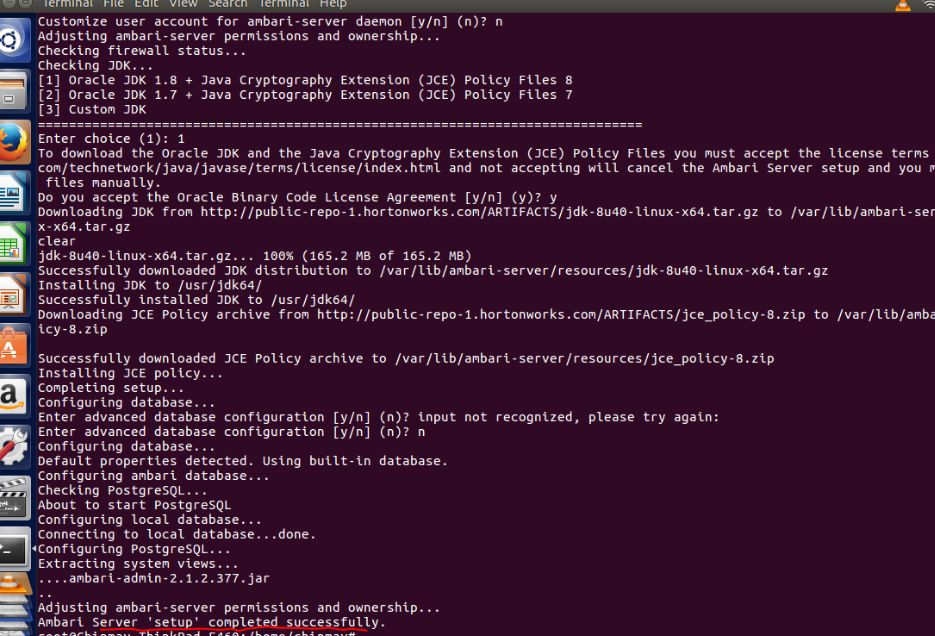 Terminal File Edit View Search Terminal Help
Customize user account for ambari-server daemon [y/n] (n)? n
Adjusting ambari-server permissions and ownership...
Checking firewall status...
Checking JDK...
[1] Oracle JDK 1.8 + Java Cryptography Extension (JCE) Policy Files 8
[2] Oracle JDK 1.7 + Java Cryptography Extension (JCE) Policy Files 7
[3] Custom JDK
==============================================================================
Enter choice (1): 1
To download the Oracle JDK and the Java Cryptography Extension (JCE) Policy Files you must accept the license terms
com/technetwork/java/javase/terms/license/index.html and not accepting will cancel the Ambari Server setup and you m
files manually.
Do you accept the Oracle Binary Code License Agreement [y/n] (y)? y
Downloading JDK from http://public-repo-1.hortonworks.com/ARTIFACTS/jdk-8u40-linux-x64.tar.gz to /var/lib/ambari-ser
x-x64.tar.gz
clear
jdk-8u40-linux-x64.tar.gz... 100% (165.2 MB of 165.2 MB)
Successfully downloaded JDK distribution to /var/lib/ambari-server/resources/jdk-8u40-linux-x64.tar.gz
Installing JDK to /usr/jdk64/
Successfully installed JDK to /usr/jdk64/
Downloading JCE Policy archive from http://public-repo-1.hortonworks.com/ARTIFACTS/jce_policy-8.zip to /var/lib/amba
icy-8.zip
Successfully downloaded JCE Policy archive to /var/lib/ambari-server/resources/jce_policy-8.zip
Installing JCE policy...
Completing setup...
Configuring database...
Enter advanced database configuration [y/n] (n)? input not recognized, please try again:
Enter advanced database configuration [y/n] (n)? n
Configuring database...
Default properties detected. Using built-in database.
Configuring ambari database...
Checking PostgreSQL...
About to start PostgreSQL
Configuring local database...
Connecting to local database...done.
Configuring PostgreSQL...
Extracting system views...
....ambari-admin-2.1.2.377.jar
..
Adjusting ambari-server permissions and ownership...
Ambari Server 'setup' completed successfully.
root@Chinmay-ThinkPad-E460:/home/chinmay#